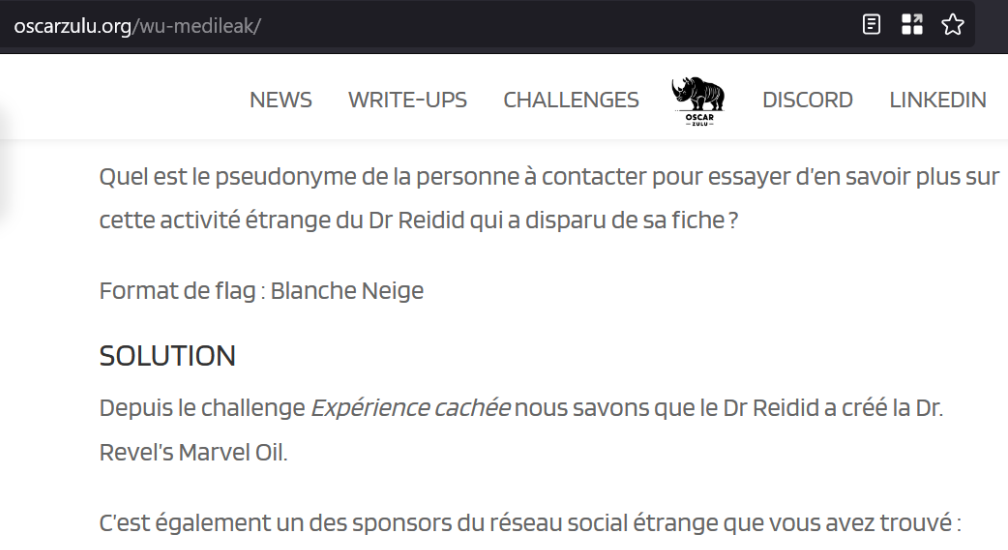 oscarzulu.org/wu-medileak/
NEWS WRITE-UPS CHALLENGES OSCAR ZULU DISCORD LINKEDIN
Quel est le pseudonyme de la personne à contacter pour essayer d'en savoir plus sur
cette activité étrange du Dr Reidid qui a disparu de sa fiche ?
Format de flag : Blanche Neige
SOLUTION
Depuis le challenge Expérience cachée nous savons que le Dr Reidid a créé la Dr.
Revel's Marvel Oil.
C'est également un des sponsors du réseau social étrange que vous avez trouvé :